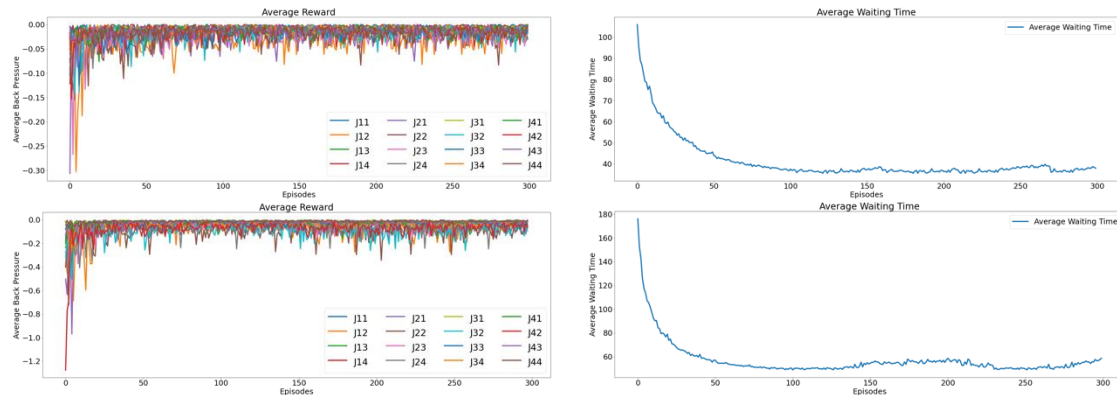 Average Reward
Average Back Pressure
0.00
−0.05
−0.10
−0.15
−0.20
−0.25
−0.30
J11 J21 J31 J41
J12 J22 J32 J42
J13 J23 J33 J43
J14 J24 J34 J44
0 50 100 150 200 250 300
Episodes
Average Waiting Time
Average Waiting Time
Average Waiting Time
100
90
80
70
60
50
40
0 50 100 150 200 250 300
Episodes
Average Reward
Average Back Pressure
0.0
−0.2
−0.4
−0.6
−0.8
−1.0
−1.2
J11 J21 J31 J41
J12 J22 J32 J42
J13 J23 J33 J43
J14 J24 J34 J44
0 50 100 150 200 250 300
Episodes
Average Waiting Time
Average Waiting Time
Average Waiting Time
180
160
140
120
100
80
60
0 50 100 150 200 250 300
Episodes